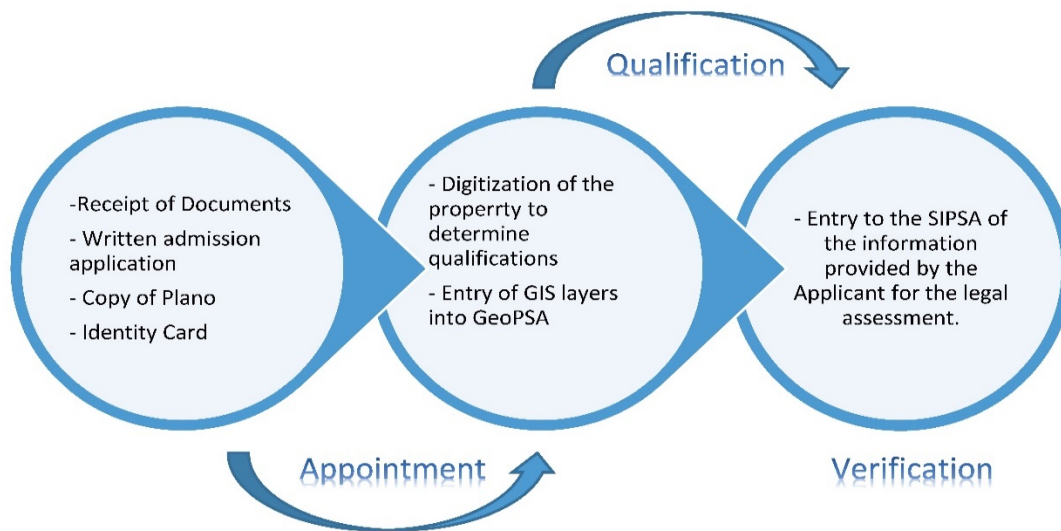 Qualification
-Receipt of Documents
- Written admission
application
- Copy of Plano
- Identity Card
- Digitization of the
properrty to
determine
qualifications
- Entry of GIS layers
into GeoPSA
- Entry to the SIPSA of
the information
provided by the
Applicant for the legal
assessment.
Appointment
Verification